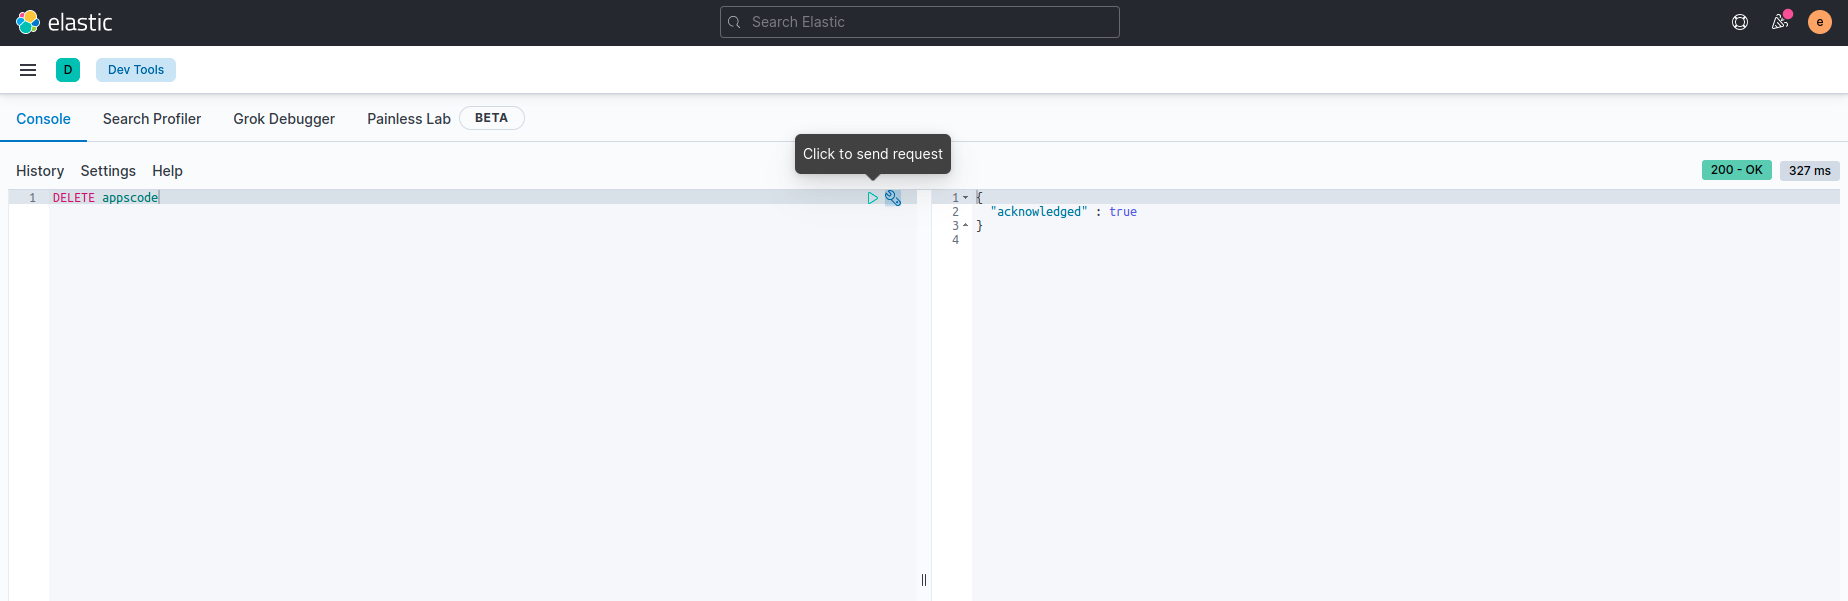 elastic
Search Elastic
e
D
Dev Tools
Console
Search Profiler
Grok Debugger
Painless Lab
BETA
Click to send request
History
Settings
Help
200 - OK
327 ms
1
DELETE appscode
1
{
2
"acknowledged" : true
3
}
4